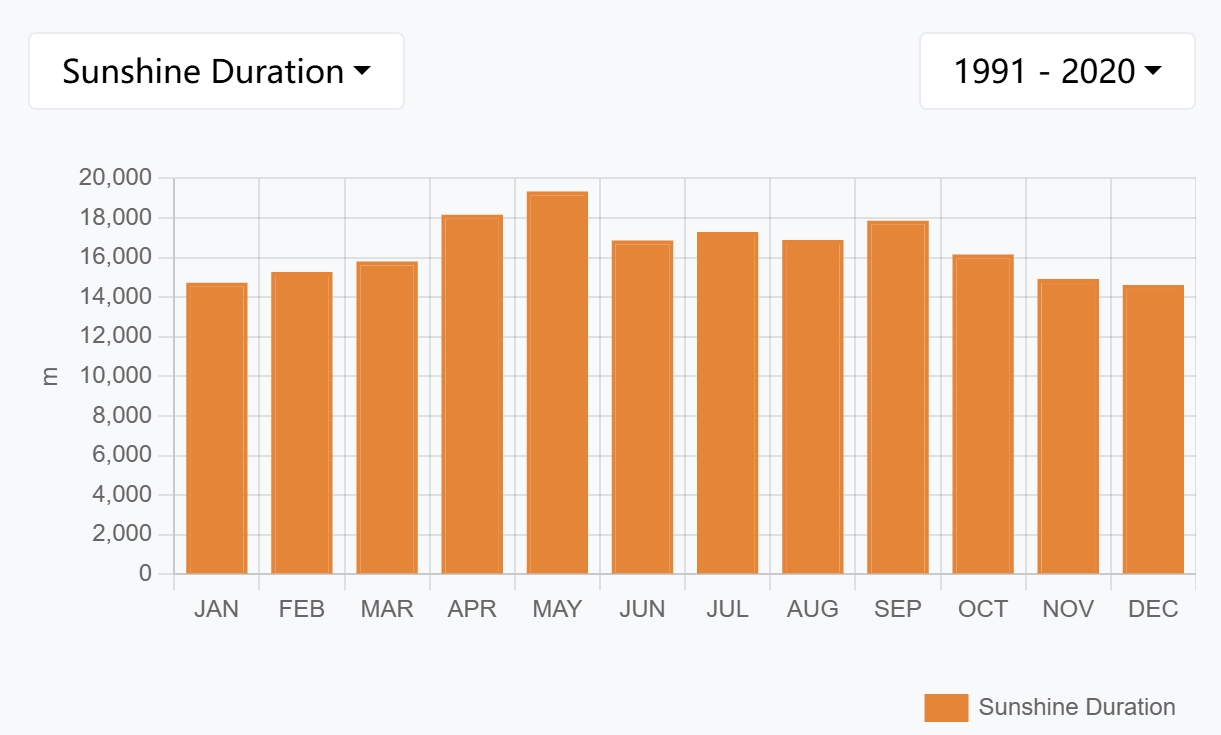 Sunshine Duration
1991 - 2020
20,000
18,000
16,000
14,000
12,000
10,000
8,000
6,000
4,000
2,000
0
m
JAN FEB MAR APR MAY JUN JUL AUG SEP OCT NOV DEC
Sunshine Duration